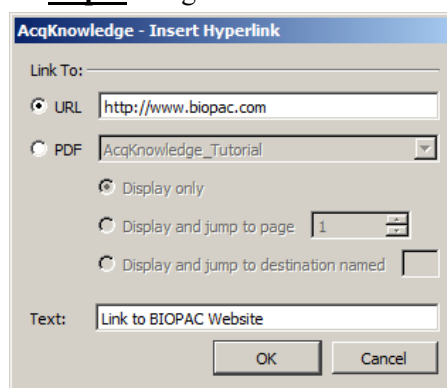 AcqKnowledge - Insert Hyperlink
Link To:
URL http://www.biopac.com
PDF AcqKnowledge_Tutorial
Display only
Display and jump to page 1
Display and jump to destination named
Text: Link to BIOPAC Website
OK Cancel